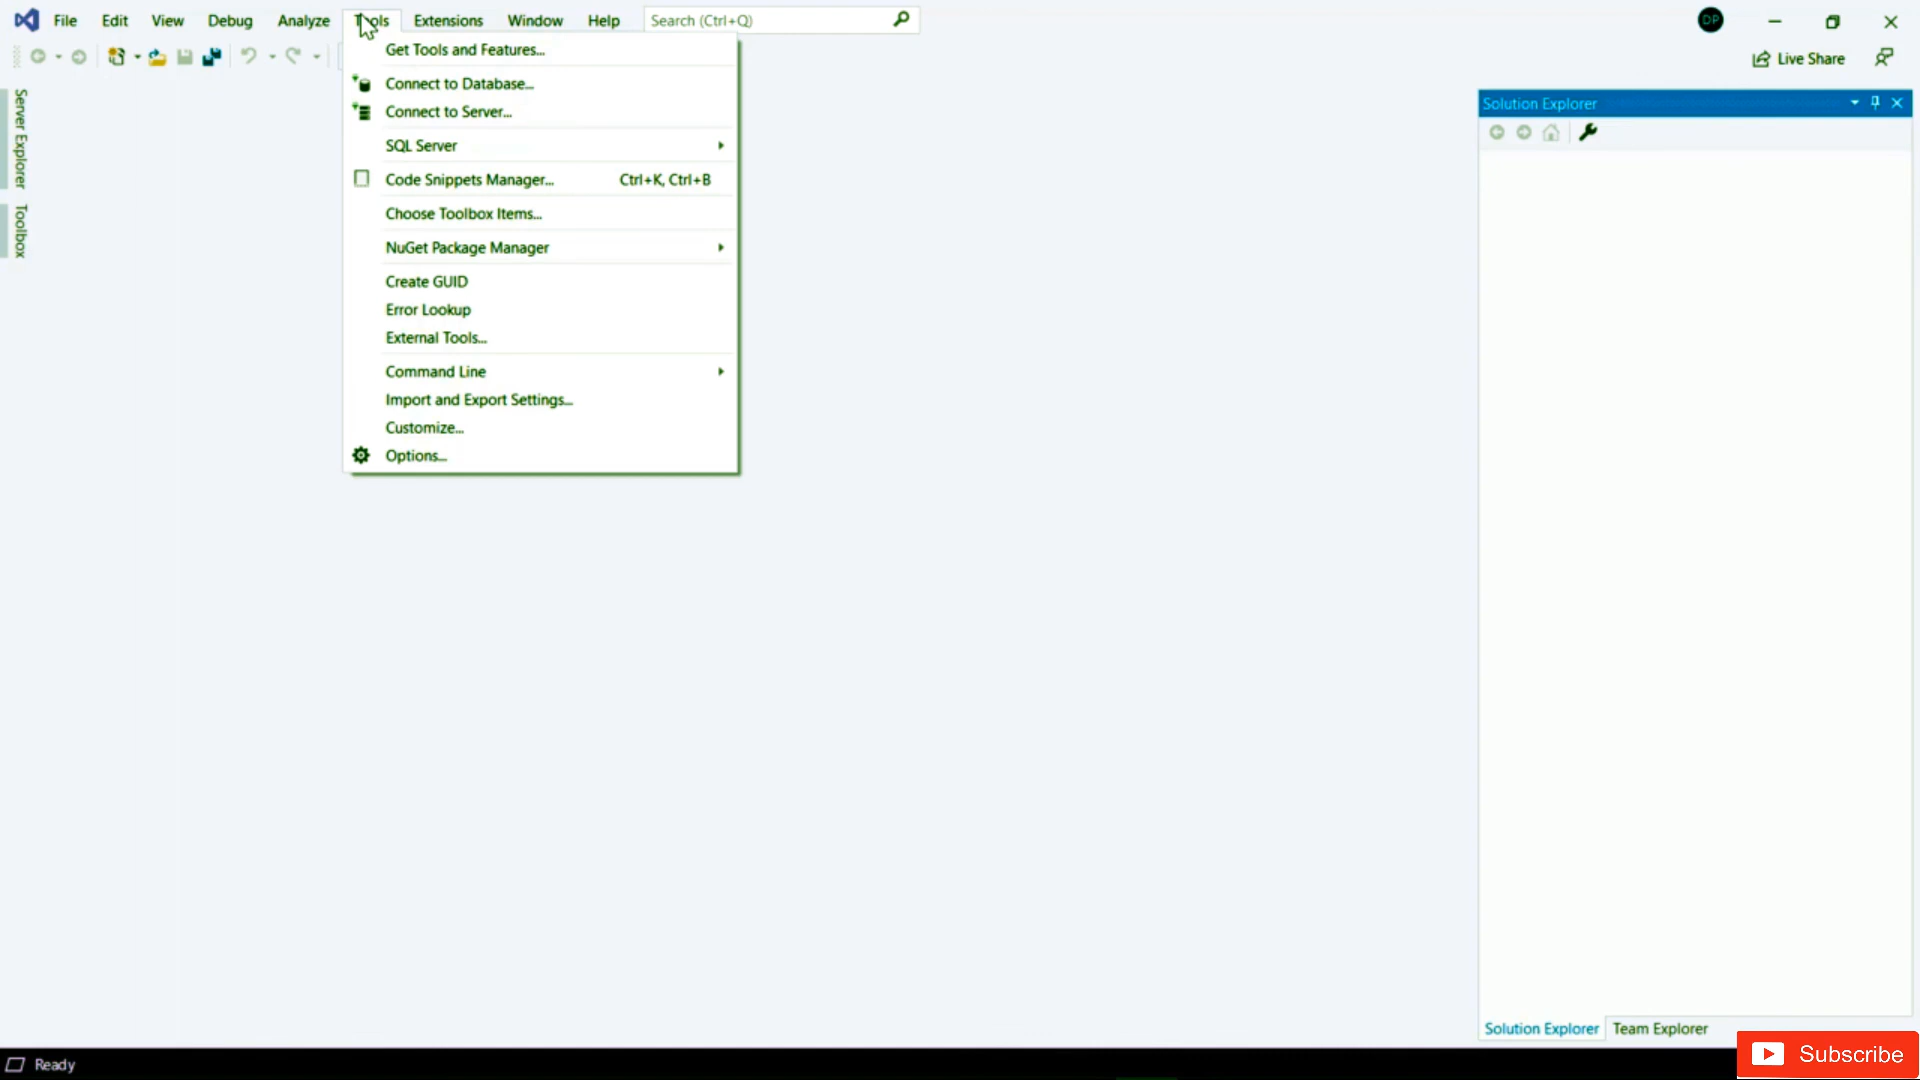 File Edit View Debug Analyze Tools Extensions Window Help Search (Ctrl+Q) DP
Live Share
Server Explorer
Toolbox
Get Tools and Features...
Connect to Database...
Connect to Server...
SQL Server
Code Snippets Manager... Ctrl+K, Ctrl+B
Choose Toolbox Items...
NuGet Package Manager
Create GUID
Error Lookup
External Tools...
Command Line
Import and Export Settings...
Customize...
Options...
Solution Explorer
Solution Explorer Team Explorer
Ready
Subscribe